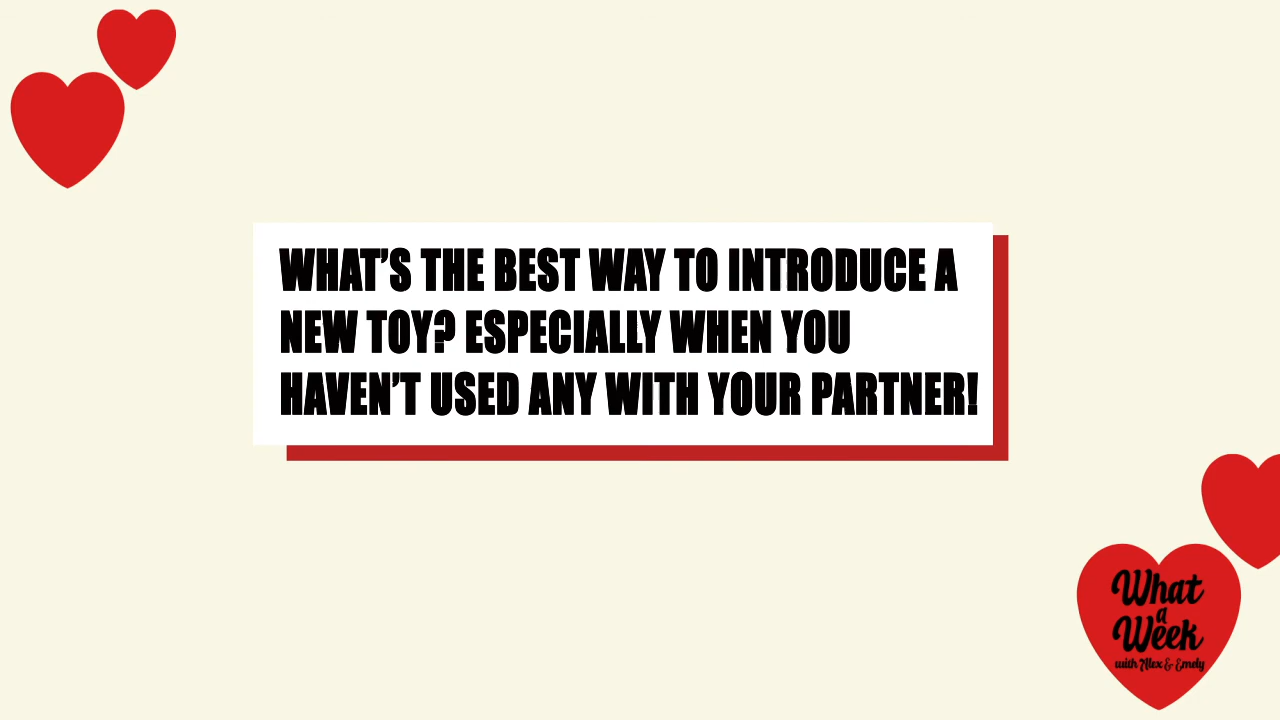 WHAT'S THE BEST WAY TO INTRODUCE A
NEW TOY? ESPECIALLY WHEN YOU
HAVEN'T USED ANY WITH YOUR PARTNER!
What
a
Week
with Alex & Emely